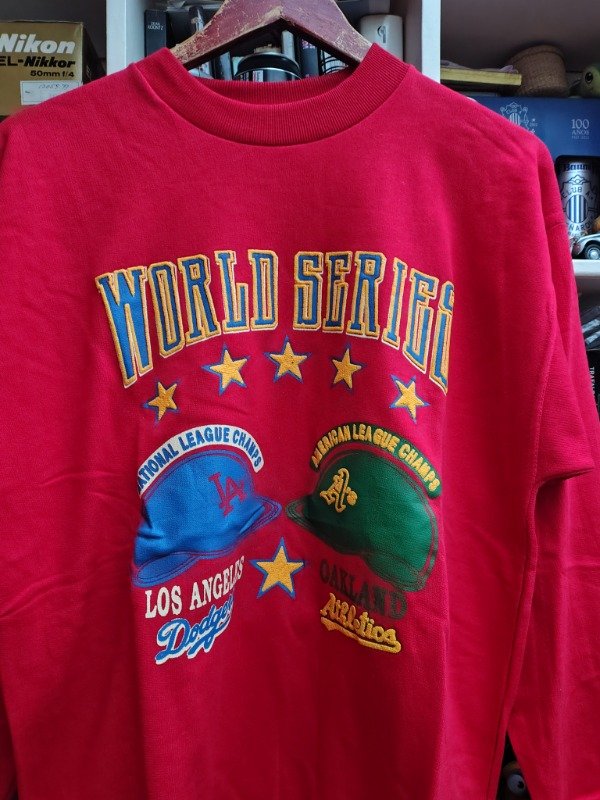 Nikon
EL-Nikkor
50mm f/4
100
AÑOS
WORLD SERIES
NATIONAL LEAGUE CHAMPS
AMERICAN LEAGUE CHAMPS
LA
A's
LOS ANGELES
OAKLAND
Dodgers
Athletics